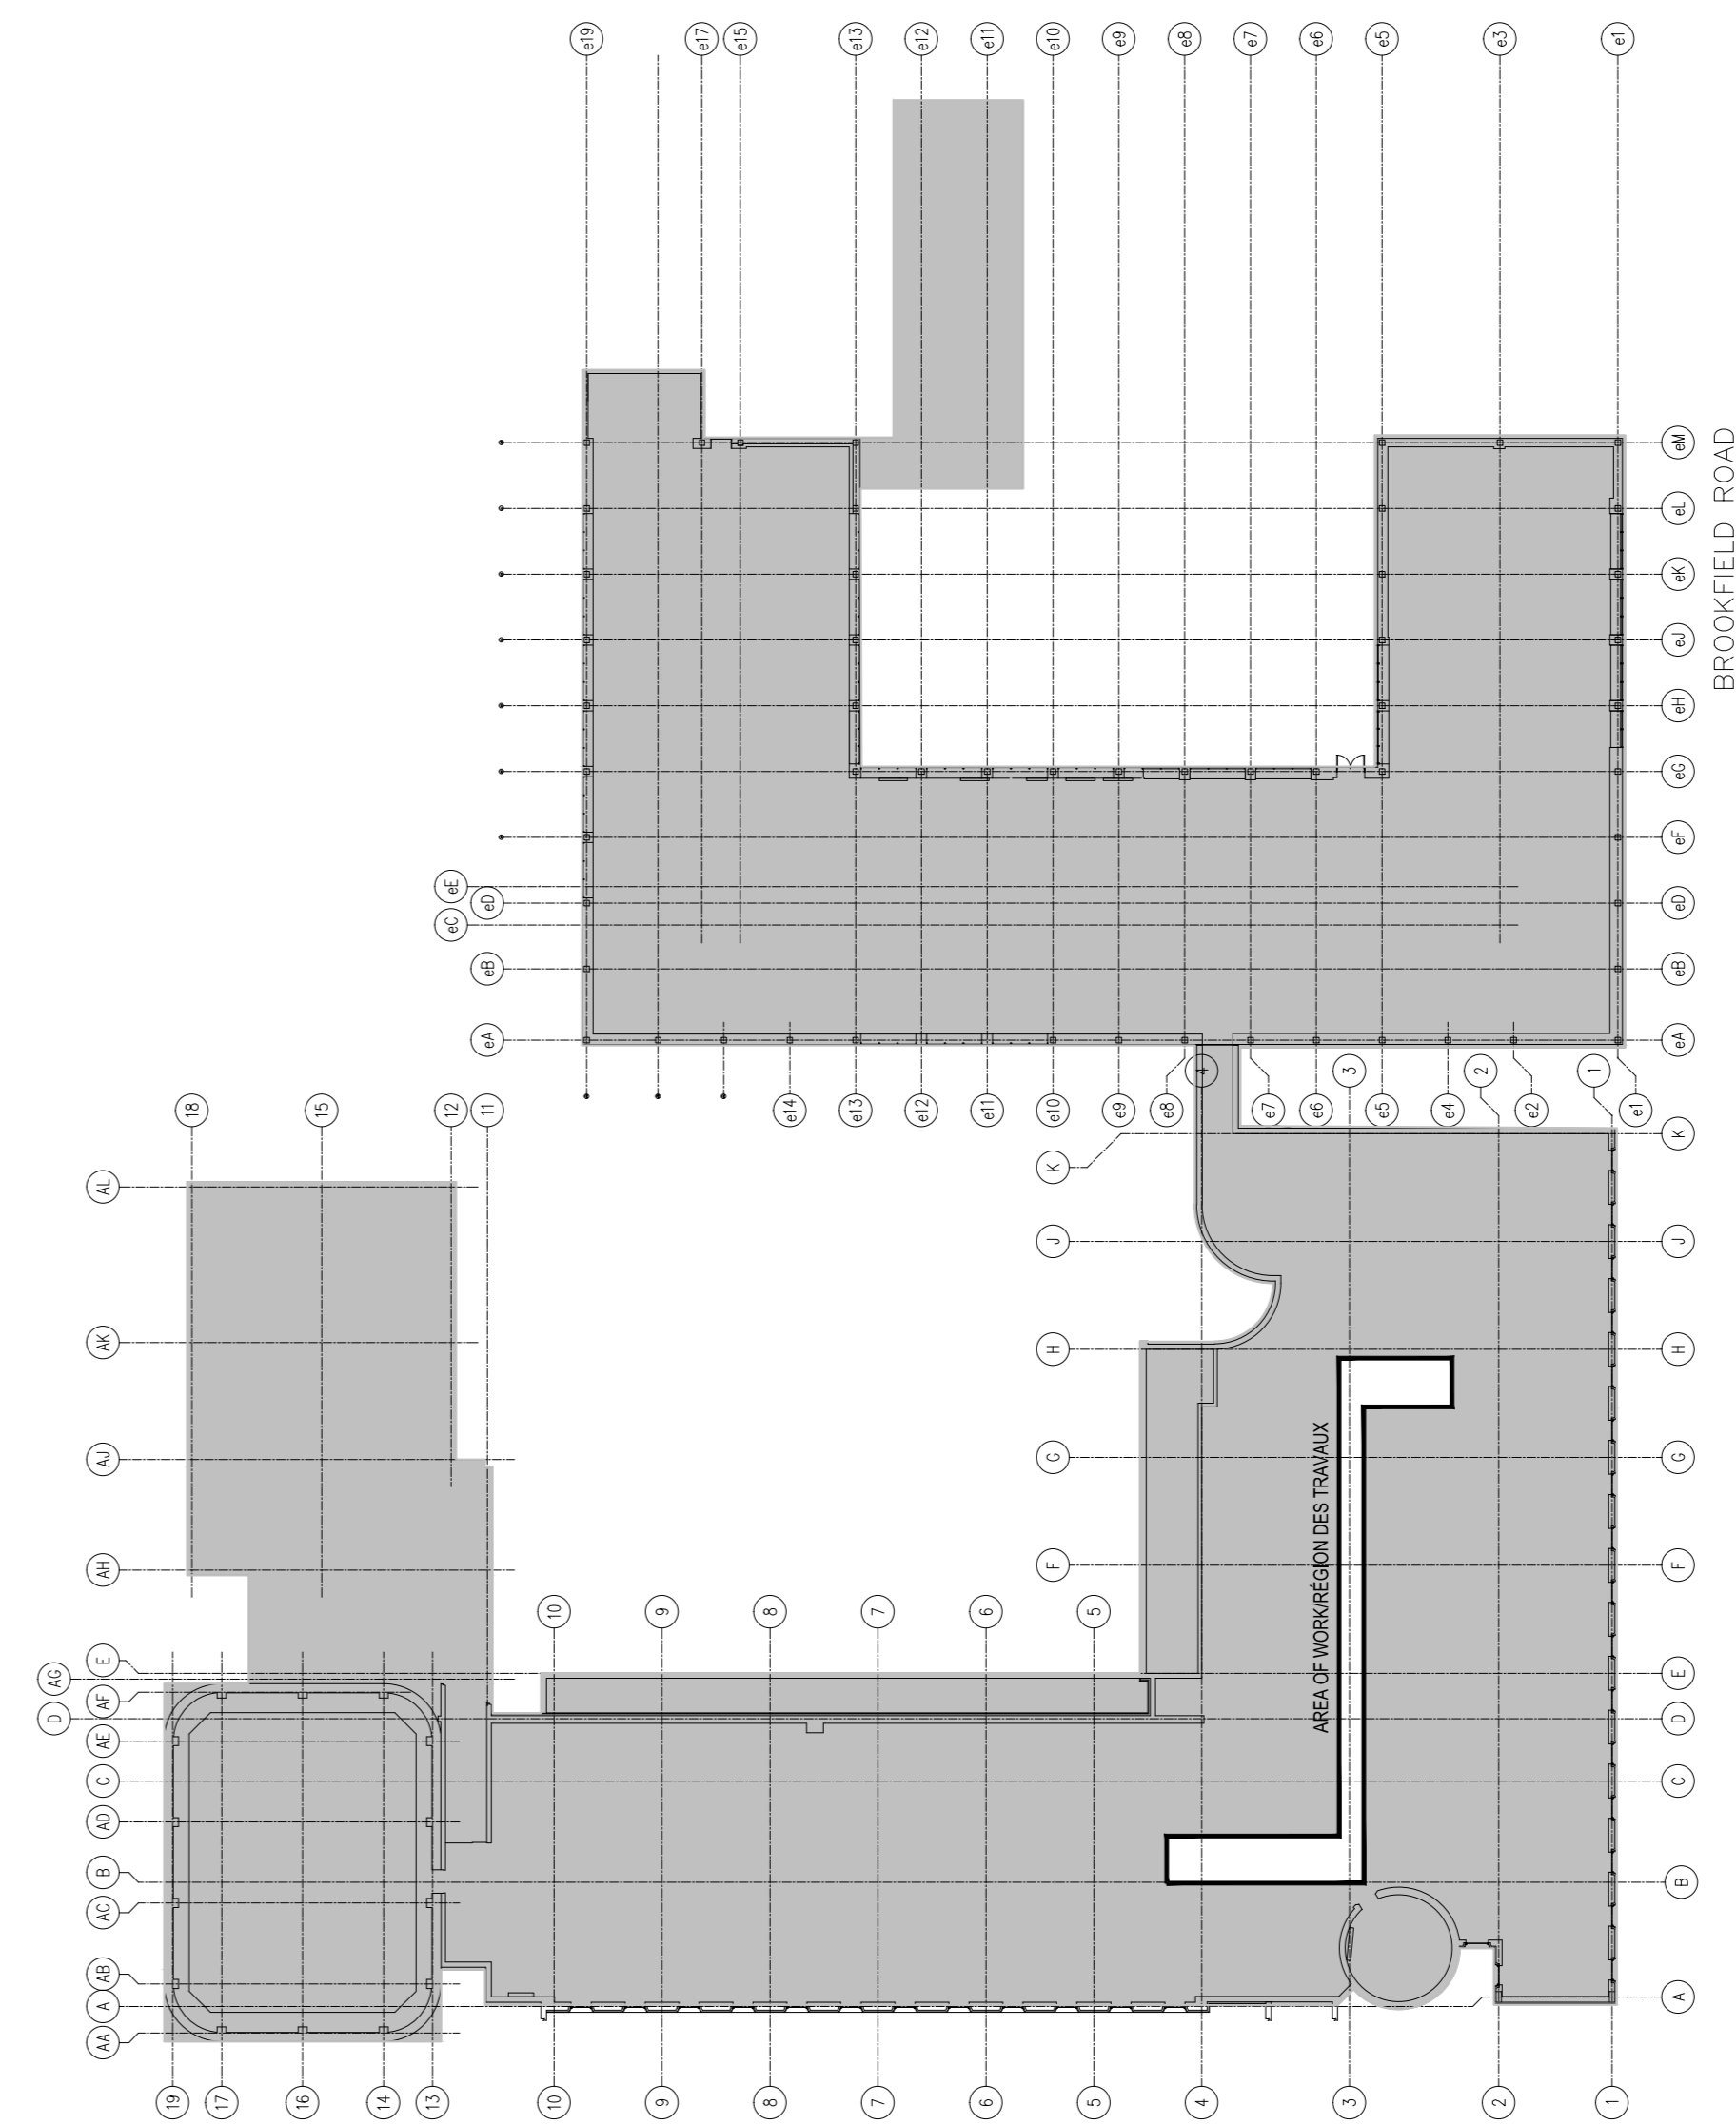 e19
e17
e15
e13
e12
e11
e10
e9
e8
e7
e6
e5
e3
e1
eM
eL
eK
eJ
eH
eG
eF
eE
eD
eD
eC
eB
eB
eA
eA
BROOKFIELD ROAD
e14
e13
e12
e11
e10
e9
e8
4
e7
e6
3
e5
e4
2
e2
1
e1
18
15
12
11
AL
AK
AJ
AH
K
K
J
J
H
H
G
G
F
F
AREA OF WORK/RÉGION DES TRAVAUX
10
9
8
7
6
5
E
AG
AF
D
AE
C
AD
B
AC
AB
A
AA
E
D
C
B
A
19
17
16
14
13
10
9
8
7
6
5
4
3
2
1